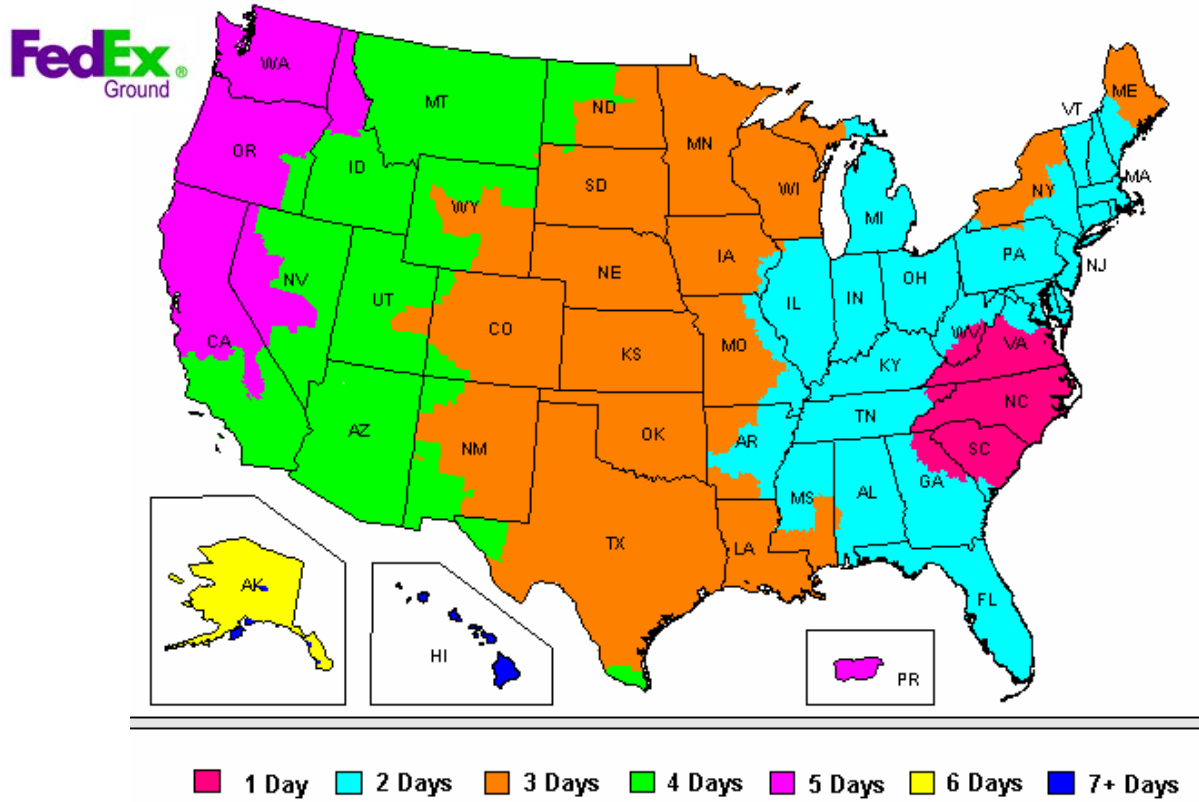 FedEx ®
Ground
WA
MT
ND
MN
VT
ME
OR
ID
SD
WI
NY
MA
WY
MI
NV
UT
NE
IA
PA
NJ
OH
IL
IN
CA
CO
KS
MO
WV
VA
KY
AZ
NM
OK
AR
TN
NC
SC
MS
AL
GA
TX
LA
FL
AK
HI
PR
1 Day 2 Days 3 Days 4 Days 5 Days 6 Days 7+ Days